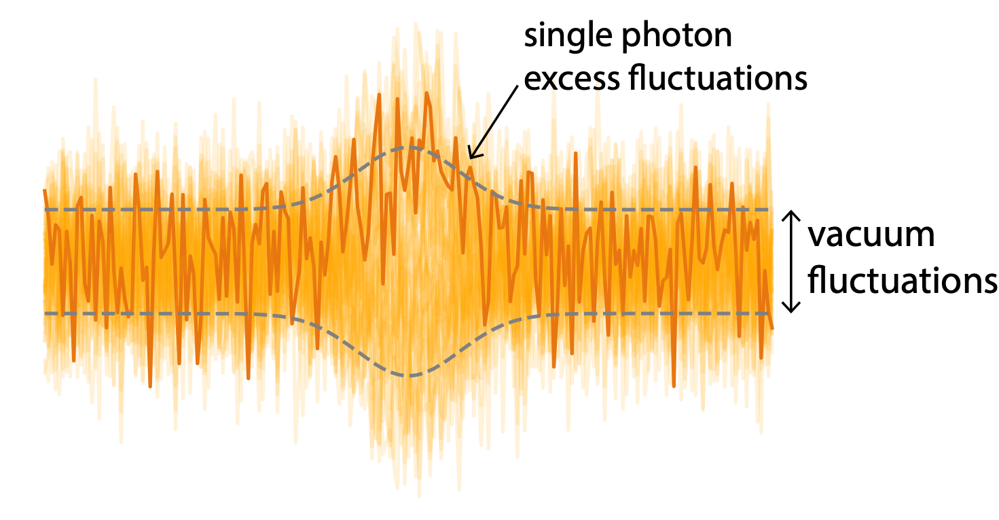 single photon
excess fluctuations
vacuum
fluctuations